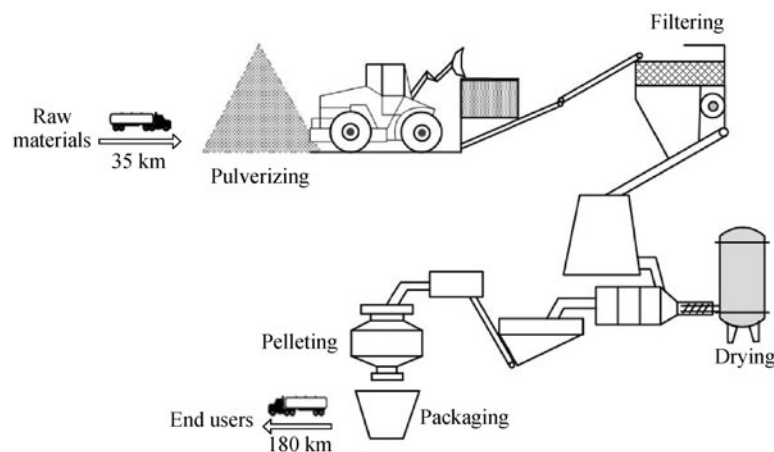 Filtering
Raw
materials
35 km
Pulverizing
Pelleting
Drying
Packaging
End users
180 km